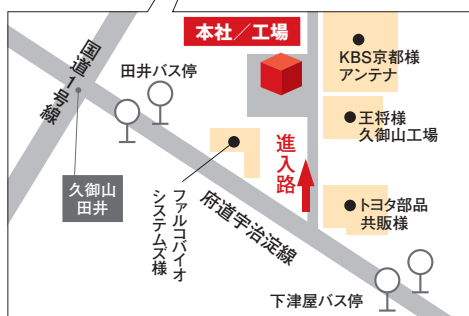 本社／工場
KBS京都様
アンテナ
国道1号線
田井バス停
王将様
久御山工場
進入路
久御山
田井
ファルコバイオ
システムズ様
府道宇治淀線
トヨタ部品
共販様
下津屋バス停